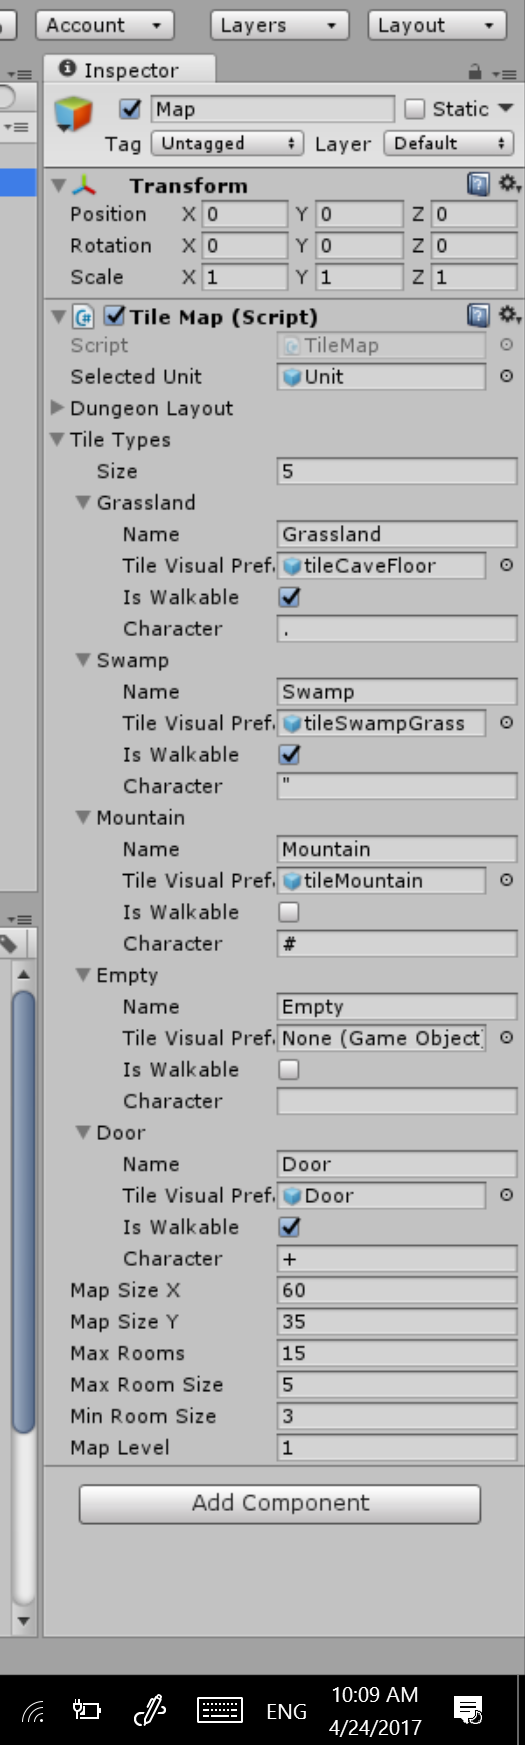 Account Layers Layout
Inspector
Map Static
Tag Untagged Layer Default
Transform
Position X 0 Y 0 Z 0
Rotation X 0 Y 0 Z 0
Scale X 1 Y 1 Z 1
Tile Map (Script)
Script TileMap
Selected Unit Unit
Dungeon Layout
Tile Types
Size 5
Grassland
Name Grassland
Tile Visual Pref tileCaveFloor
Is Walkable
Character .
Swamp
Name Swamp
Tile Visual Pref tileSwampGrass
Is Walkable
Character "
Mountain
Name Mountain
Tile Visual Pref tileMountain
Is Walkable
Character #
Empty
Name Empty
Tile Visual Pref None (Game Object)
Is Walkable
Character
Door
Name Door
Tile Visual Pref Door
Is Walkable
Character +
Map Size X 60
Map Size Y 35
Max Rooms 15
Max Room Size 5
Min Room Size 3
Map Level 1
Add Component
ENG 10:09 AM
4/24/2017